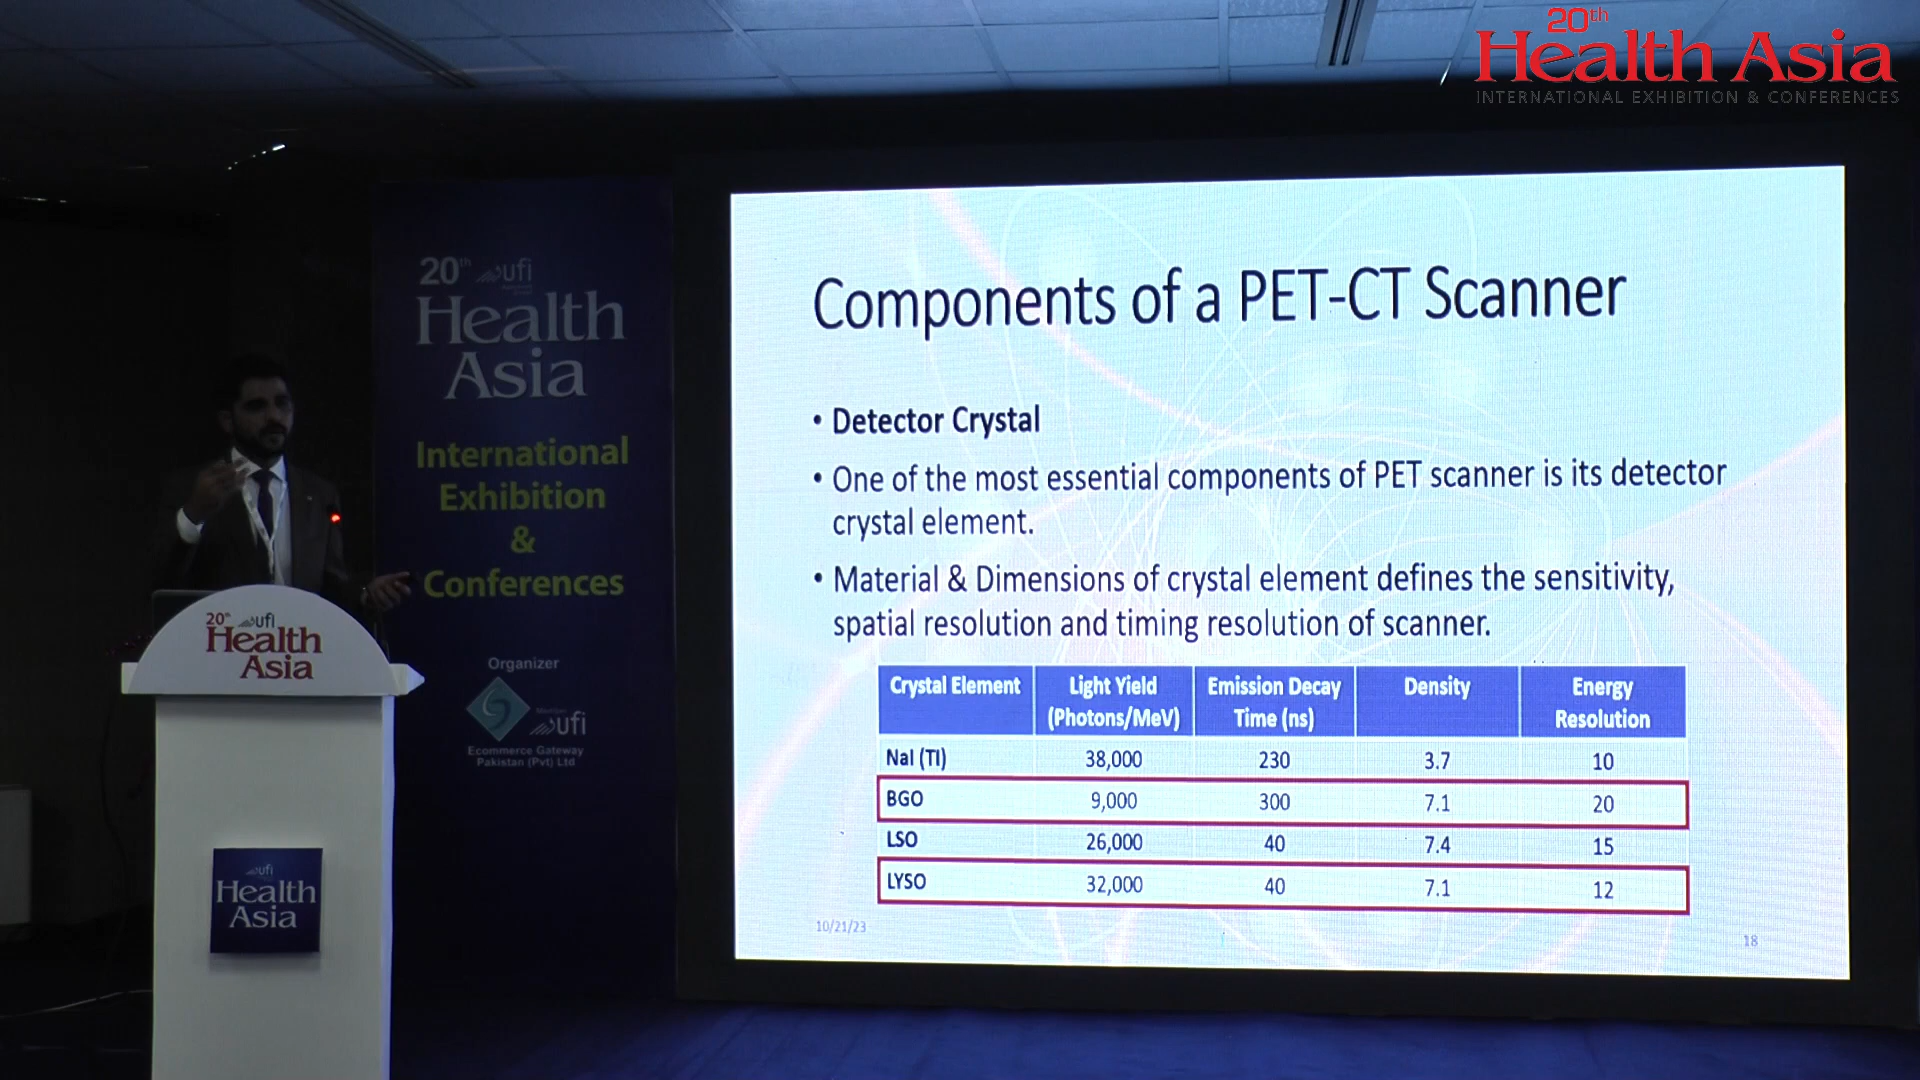 20th
Health Asia
INTERNATIONAL EXHIBITION & CONFERENCES
20th ufi
Health
Asia
International
Exhibition
&
Conferences
Organizer
ufi
Ecommerce Gateway
Pakistan (Pvt) Ltd
20th ufi
Health
Asia
ufi
Health
Asia
Components of a PET-CT Scanner
• Detector Crystal
• One of the most essential components of PET scanner is its detector
crystal element.
• Material & Dimensions of crystal element defines the sensitivity,
spatial resolution and timing resolution of scanner.
Crystal Element Light Yield (Photons/MeV) Emission Decay Time (ns) Density Energy Resolution
NaI (Tl) 38,000 230 3.7 10
BGO 9,000 300 7.1 20
LSO 26,000 40 7.4 15
LYSO 32,000 40 7.1 12
10/21/23 18